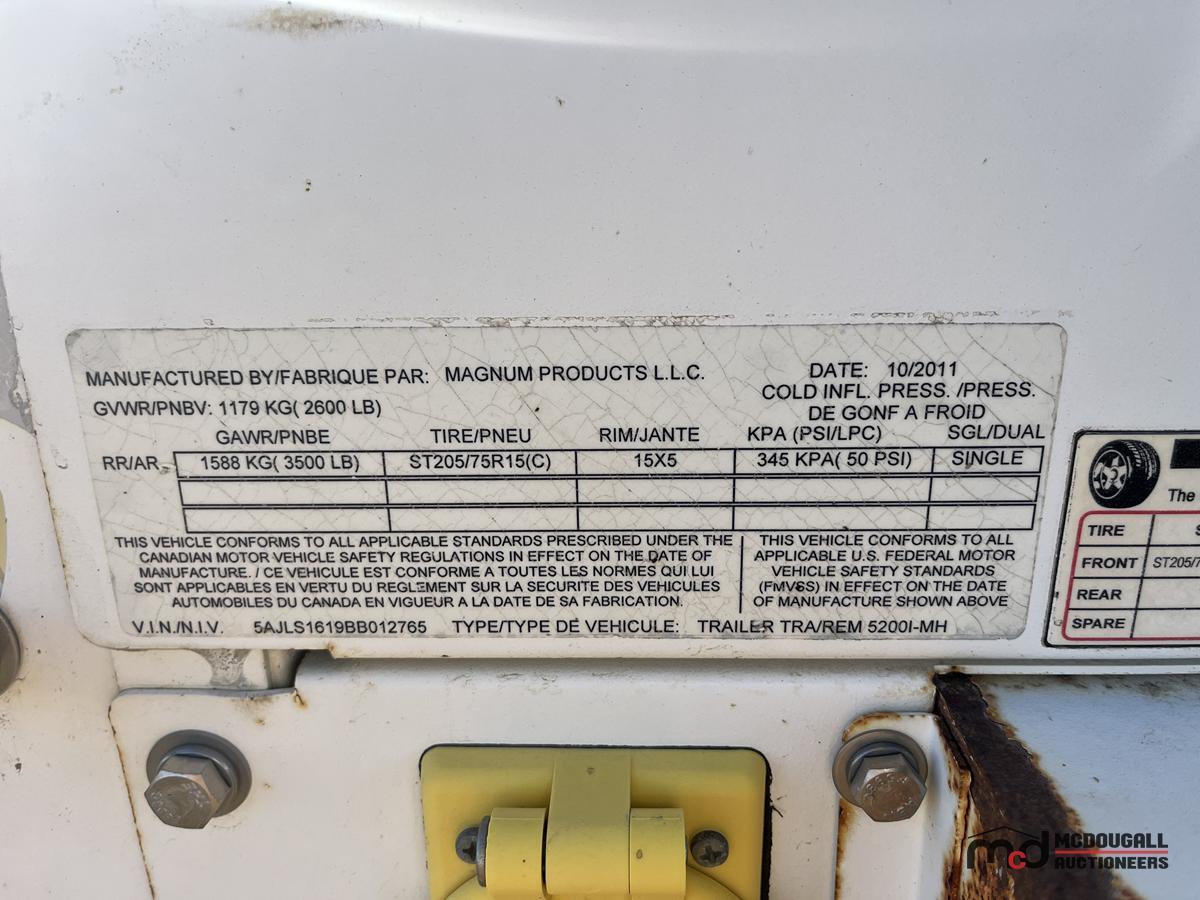 MANUFACTURED BY/FABRIQUE PAR: MAGNUM PRODUCTS L.L.C. DATE: 10/2011
GVWR/PNBV: 1179 KG( 2600 LB) COLD INFL. PRESS. /PRESS.
DE GONF A FROID
GAWR/PNBE TIRE/PNEU RIM/JANTE KPA (PSI/LPC) SGL/DUAL
RR/AR 1588 KG( 3500 LB) ST205/75R15(C) 15X5 345 KPA( 50 PSI) SINGLE
THIS VEHICLE CONFORMS TO ALL APPLICABLE STANDARDS PRESCRIBED UNDER THE
CANADIAN MOTOR VEHICLE SAFETY REGULATIONS IN EFFECT ON THE DATE OF
MANUFACTURE. / CE VEHICULE EST CONFORME A TOUTES LES NORMES QUI LUI
SONT APPLICABLES EN VERTU DU REGLEMENT SUR LA SECURITE DES VEHICULES
AUTOMOBILES DU CANADA EN VIGUEUR A LA DATE DE SA FABRICATION.
THIS VEHICLE CONFORMS TO ALL
APPLICABLE U.S. FEDERAL MOTOR
VEHICLE SAFETY STANDARDS
(FMVSS) IN EFFECT ON THE DATE
OF MANUFACTURE SHOWN ABOVE
V.I.N./N.I.V. 5AJLS1619BB012765 TYPE/TYPE DE VEHICULE: TRAILER TRA/REM 5200I-MH
The
TIRE S
FRONT ST205/7
REAR
SPARE
mcd MCDOUGALL
AUCTIONEERS